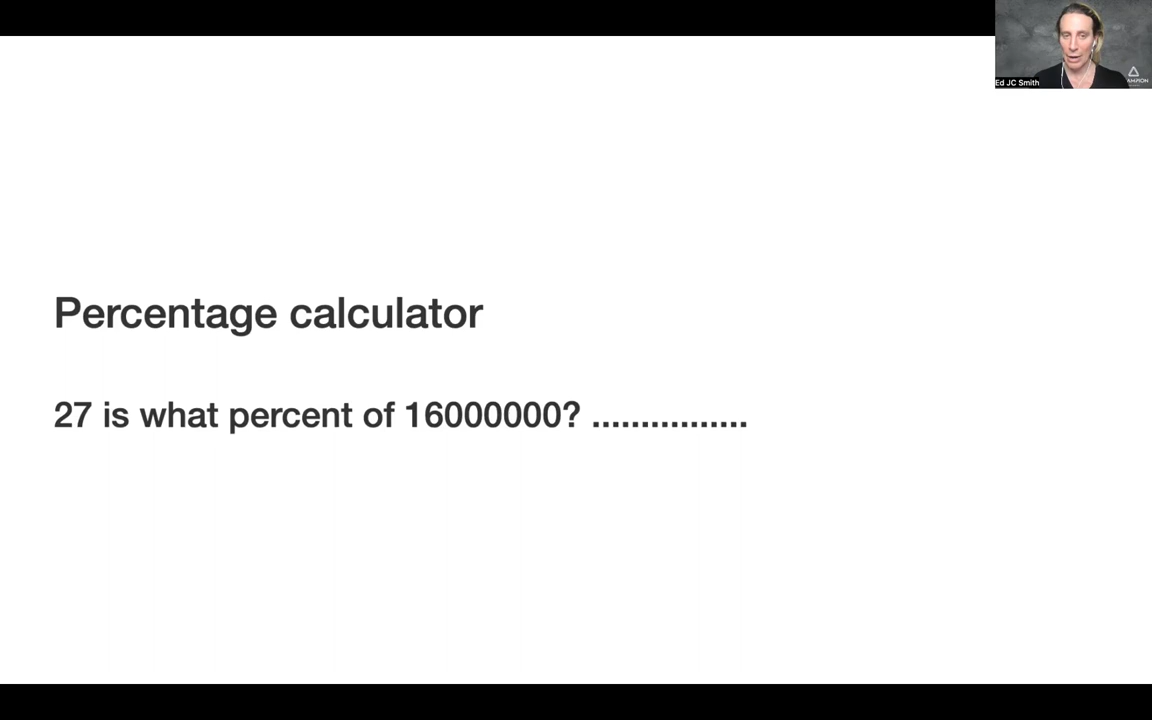 Ed JC Smith
Percentage calculator
27 is what percent of 16000000? ................